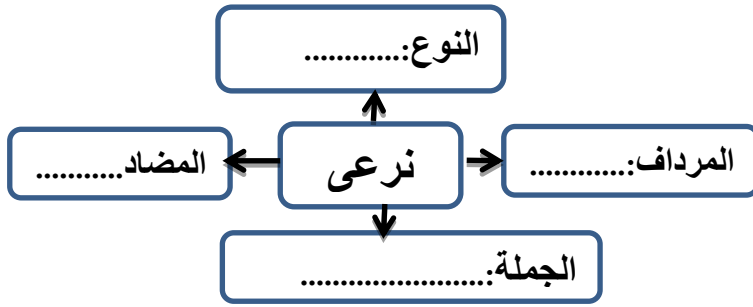 النوع:............
المرداف:............
نرعى
المضاد...........
الجملة:.......................